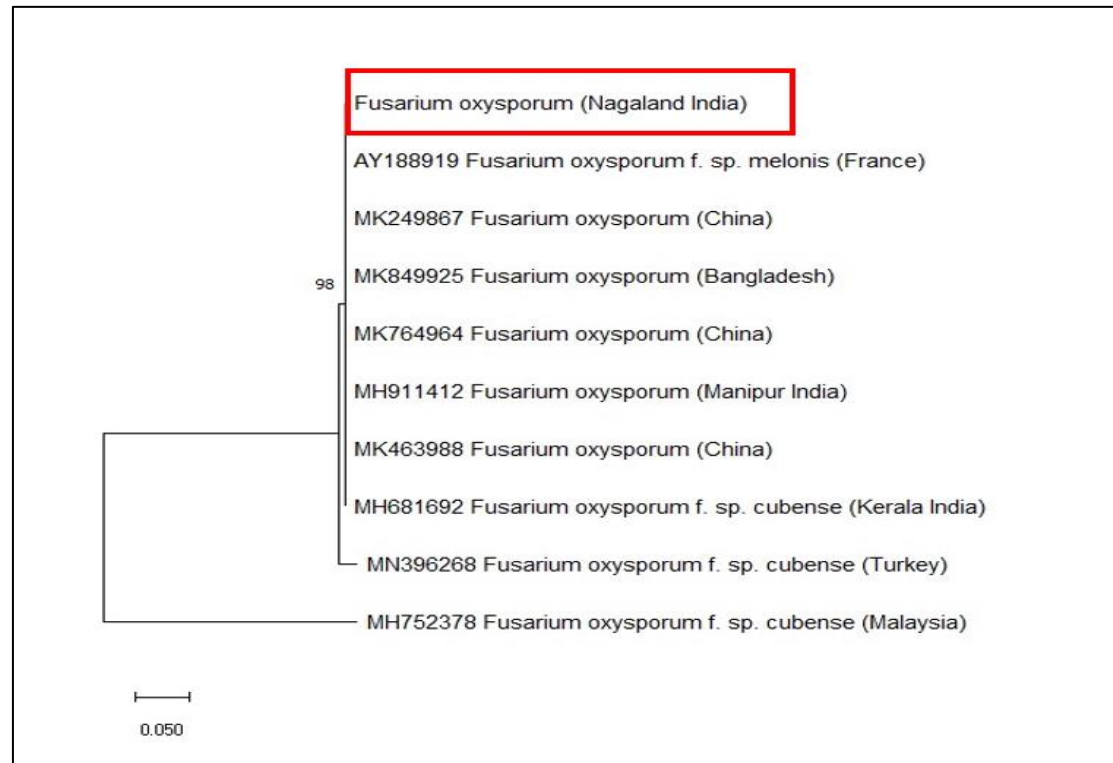 Fusarium oxysporum (Nagaland India)
AY188919 Fusarium oxysporum f. sp. melonis (France)
MK249867 Fusarium oxysporum (China)
98
MK849925 Fusarium oxysporum (Bangladesh)
MK764964 Fusarium oxysporum (China)
MH911412 Fusarium oxysporum (Manipur India)
MK463988 Fusarium oxysporum (China)
MH681692 Fusarium oxysporum f. sp. cubense (Kerala India)
MN396268 Fusarium oxysporum f. sp. cubense (Turkey)
MH752378 Fusarium oxysporum f. sp. cubense (Malaysia)
0.050